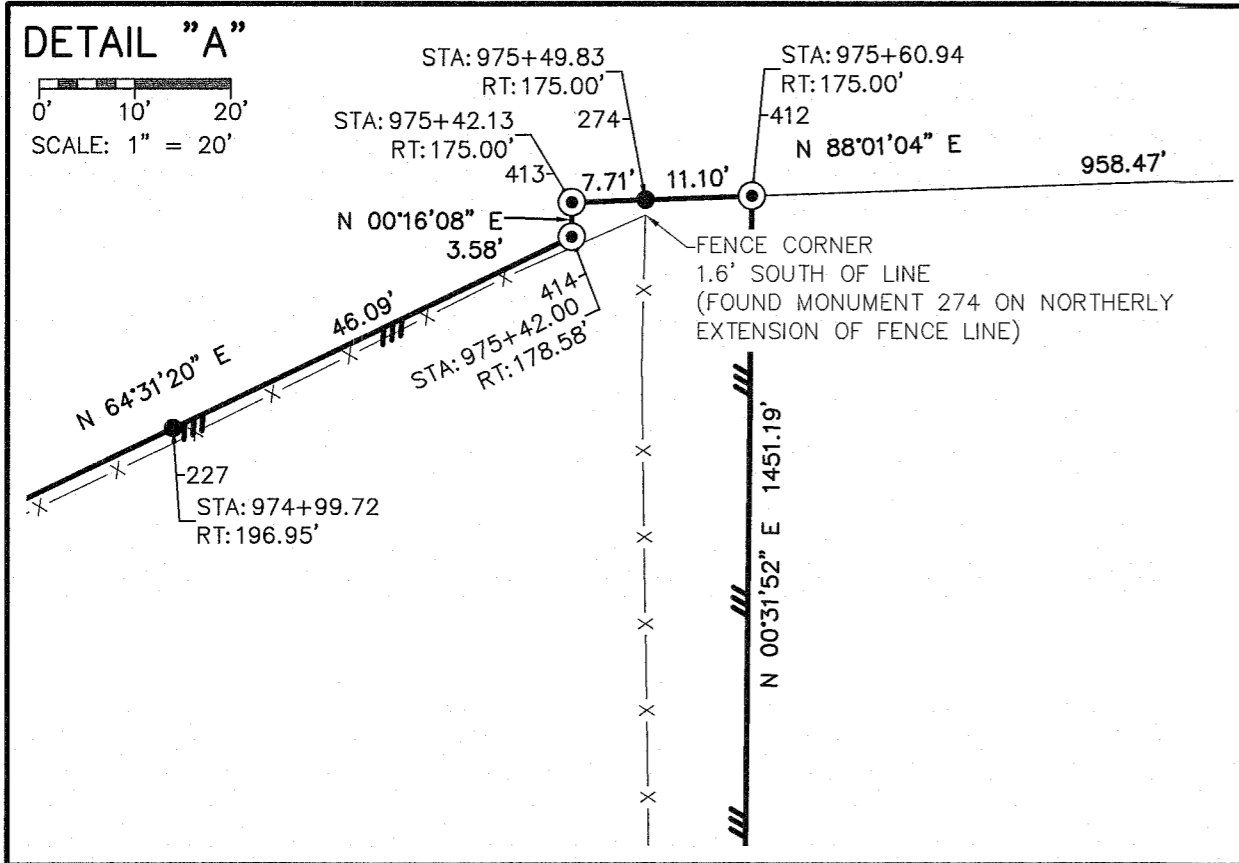 DETAIL "A"
0' 10' 20'
SCALE: 1" = 20'
STA: 975+49.83
RT: 175.00'
274
STA: 975+60.94
RT: 175.00'
412
STA: 975+42.13
RT: 175.00'
413
N 88°01'04" E
958.47'
7.71'
11.10'
N 00°16'08" E
3.58'
FENCE CORNER
1.6' SOUTH OF LINE
(FOUND MONUMENT 274 ON NORTHERLY
EXTENSION OF FENCE LINE)
414
STA: 975+42.00
RT: 178.58'
46.09'
N 64°31'20" E
227
STA: 974+99.72
RT: 196.95'
N 00°31'52" E 1451.19'
X
X
X
X
X
X
X
X
X
X
X
X
X